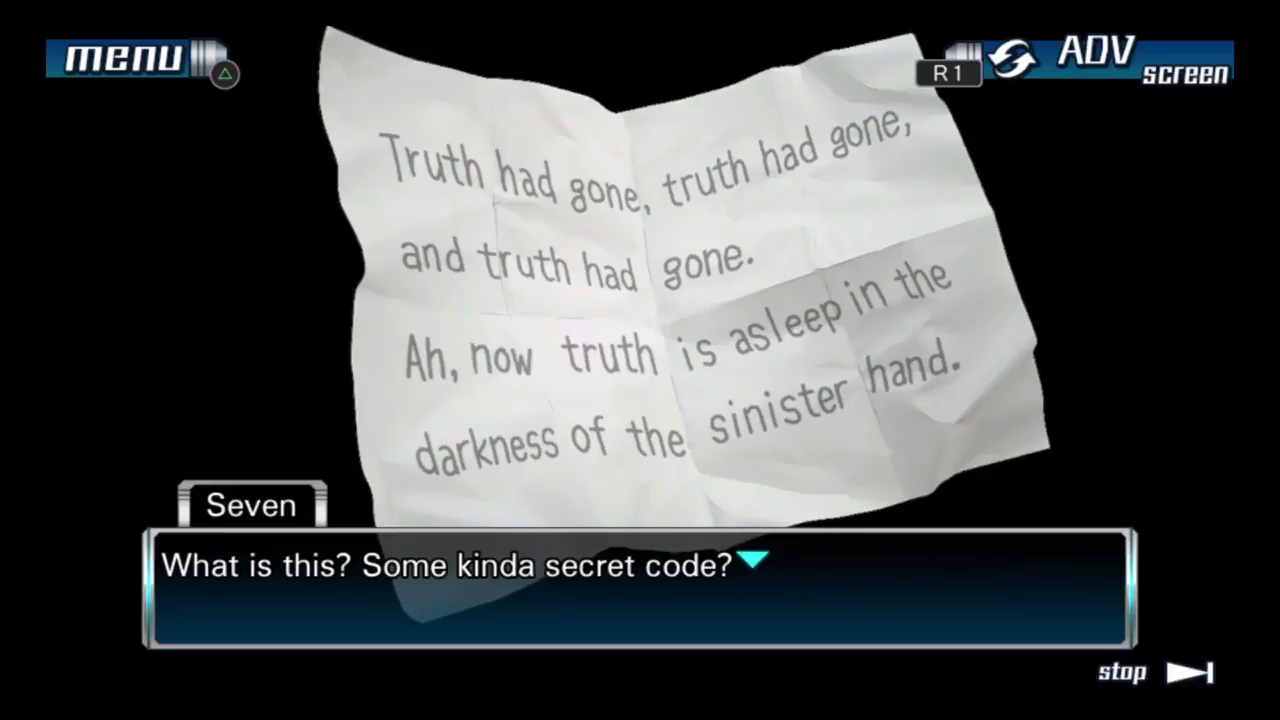 menu
R1
ADV
screen
Truth had gone, truth had gone,
and truth had gone.
Ah, now truth is asleep in the
darkness of the sinister hand.
Seven
What is this? Some kinda secret code?
stop